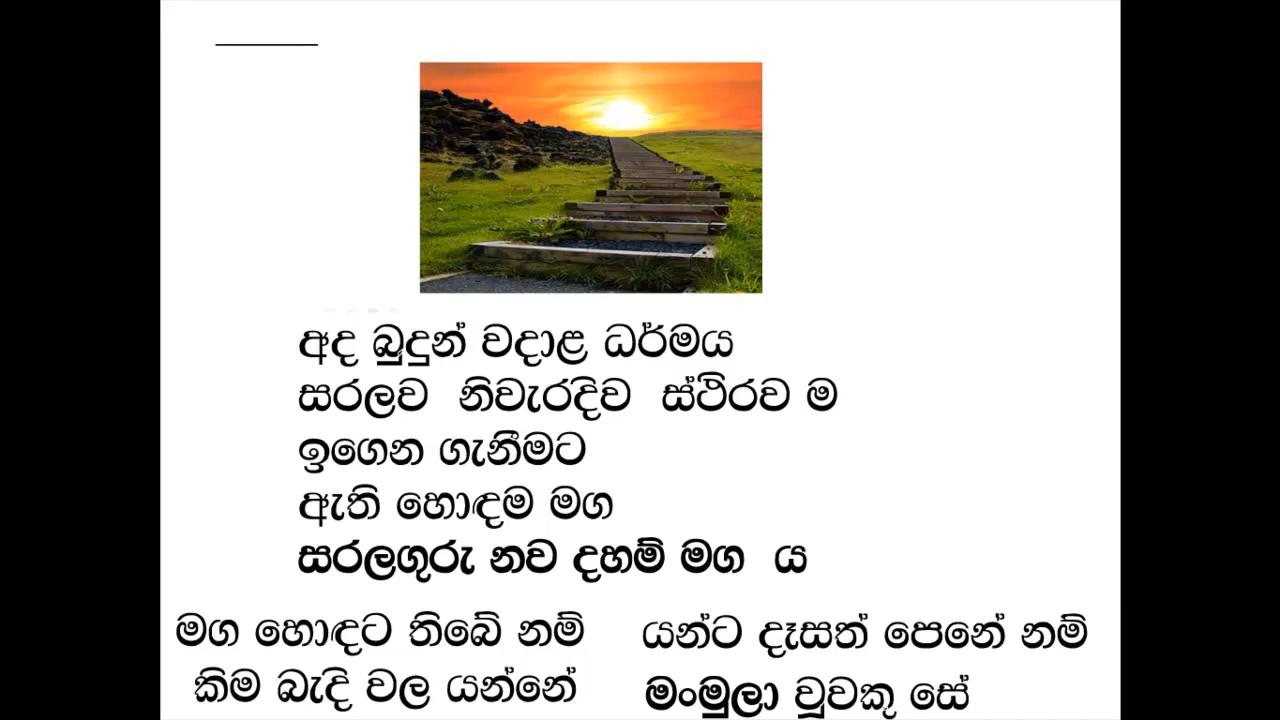 අද බුදුන් වදාළ ධර්මය
සරලව නිවැරදිව ස්ථිරව ම
ඉගෙන ගැනීමට
ඇති හොඳම මග
සරලගුරු නව දහම් මග ය
මග හොඳට තිබේ නම්
කිම බැදි වල යන්නේ
යන්ට දෑසත් පෙනේ නම්
මංමුලා වූවකු සේ